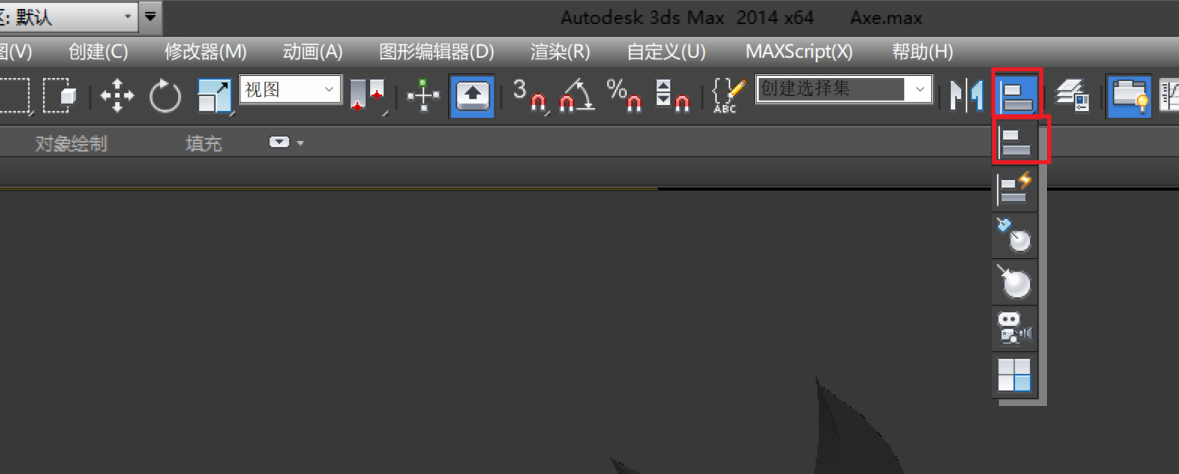 区: 默认 Autodesk 3ds Max 2014 x64 Axe.max
图(V) 创建(C) 修改器(M) 动画(A) 图形编辑器(D) 渲染(R) 自定义(U) MAXScript(X) 帮助(H)
视图 3 % ABC 创建选择集
对象绘制 填充